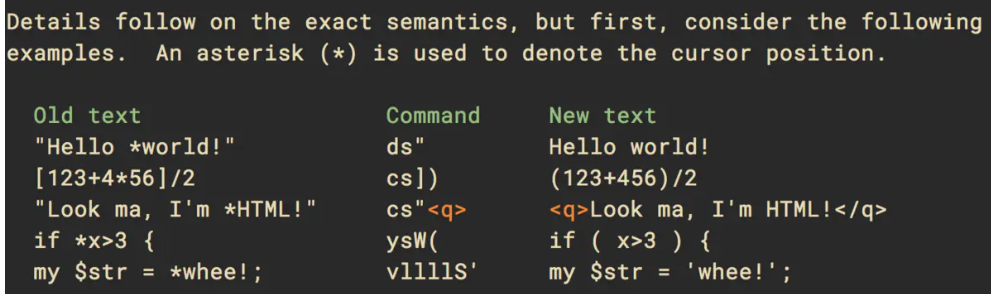 Details follow on the exact semantics, but first, consider the following
examples.  An asterisk (*) is used to denote the cursor position.
Old text Command New text
"Hello *world!" ds" Hello world!
[123+4*56]/2 cs]) (123+456)/2
"Look ma, I'm *HTML!" cs"<q> <q>Look ma, I'm HTML!</q>
if *x>3 { ysW( if ( x>3 ) {
my $str = *whee!; vllllS' my $str = 'whee!';